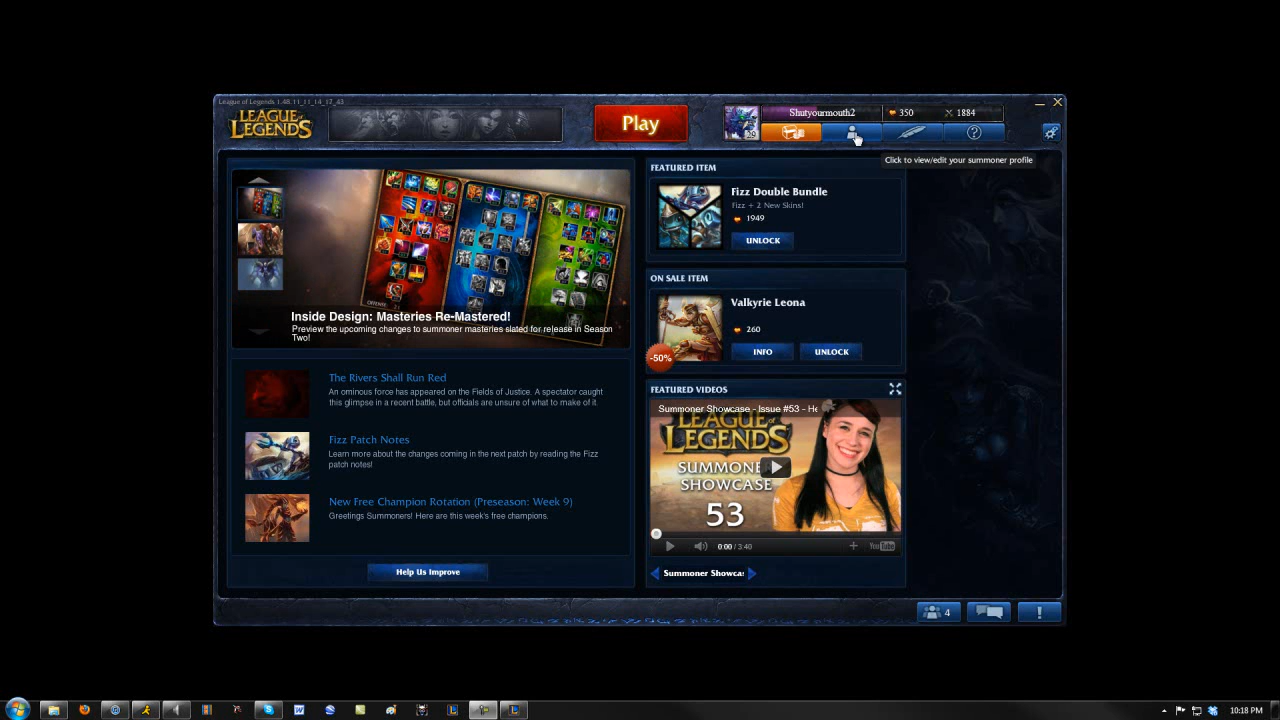 League of Legends 1.48.11_11_14_17_43
LEAGUE of LEGENDS
Play
29
Shutyourmouth2
350
1884
Click to view/edit your summoner profile
Inside Design: Masteries Re-Mastered!
Preview the upcoming changes to summoner masteries slated for release in Season
Two!
The Rivers Shall Run Red
An ominous force has appeared on the Fields of Justice. A spectator caught
this glimpse in a recent battle, but officials are unsure of what to make of it.
Fizz Patch Notes
Learn more about the changes coming in the next patch by reading the Fizz
patch notes!
New Free Champion Rotation (Preseason: Week 9)
Greetings Summoners! Here are this week's free champions.
Help Us Improve
FEATURED ITEM
Fizz Double Bundle
Fizz + 2 New Skins!
1949
UNLOCK
ON SALE ITEM
Valkyrie Leona
260
-50%
INFO
UNLOCK
FEATURED VIDEOS
Summoner Showcase - Issue #53 - He
LEAGUE of
LEGENDS
SUMMONE
SHOWCASE
53
0:00 / 3:40
YouTube
Summoner Showcas
4
10:18 PM